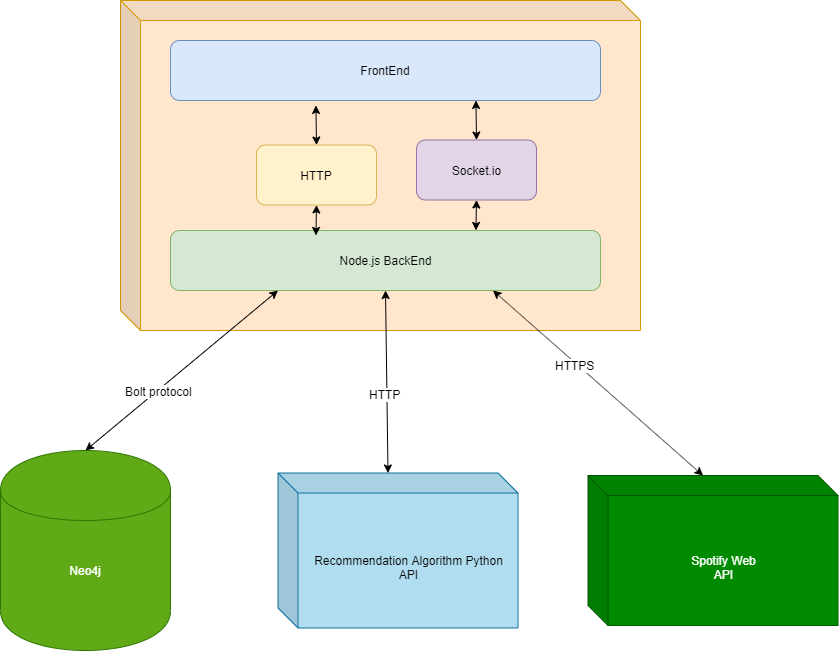 FrontEnd
HTTP
Socket.io
Node.js BackEnd
Bolt protocol
HTTP
HTTPS
Neo4j
Recommendation Algorithm Python
API
Spotify Web
API